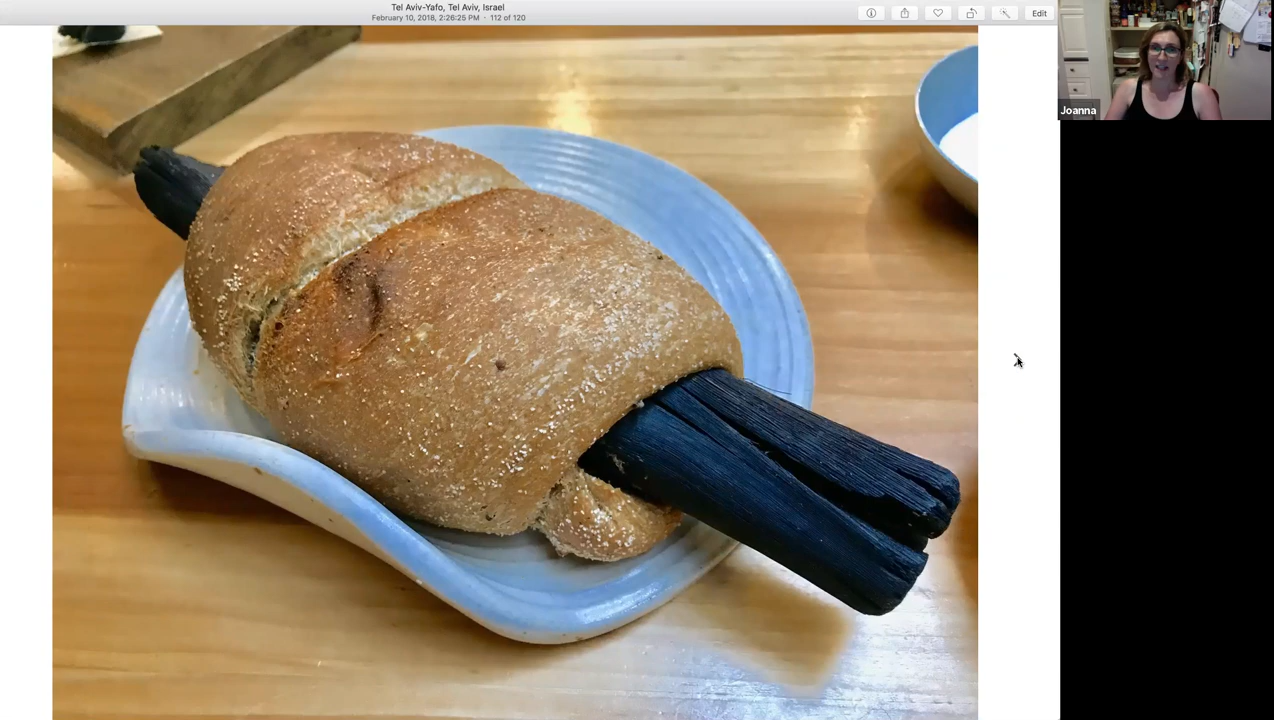 Tel Aviv-Yafo, Tel Aviv, Israel
February 10, 2018, 2:26:25 PM · 112 of 120
Edit
Joanna